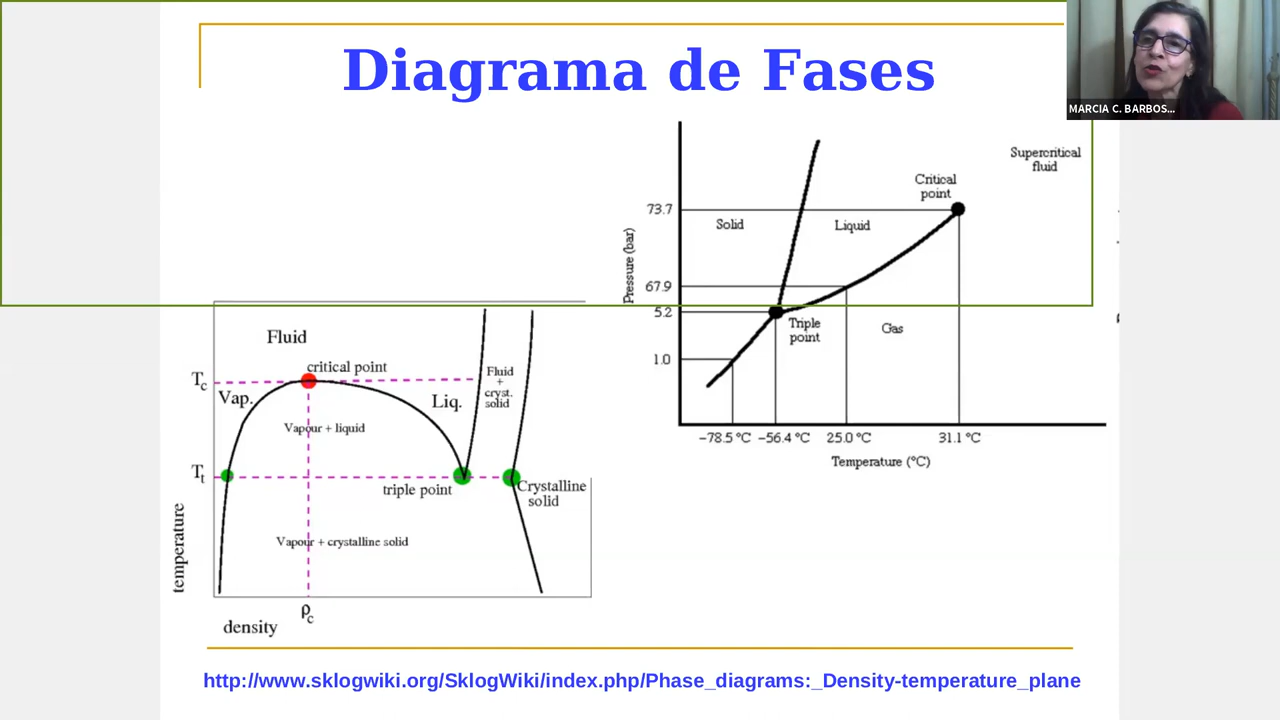 Diagrama de Fases
MARCIA C. BARBOS...
Supercritical
fluid
Critical
point
73.7
Solid
Liquid
Pressure (bar)
67.9
5.2
Triple
point
Gas
1.0
−78.5 °C −56.4 °C 25.0 °C 31.1 °C
Temperature (°C)
Fluid
critical point
Tc
Vap.
Liq.
Fluid
+
cryst.
solid
Vapour + liquid
Tt
triple point
Crystalline
solid
temperature
Vapour + crystalline solid
ρc
density
http://www.sklogwiki.org/SklogWiki/index.php/Phase_diagrams:_Density-temperature_plane